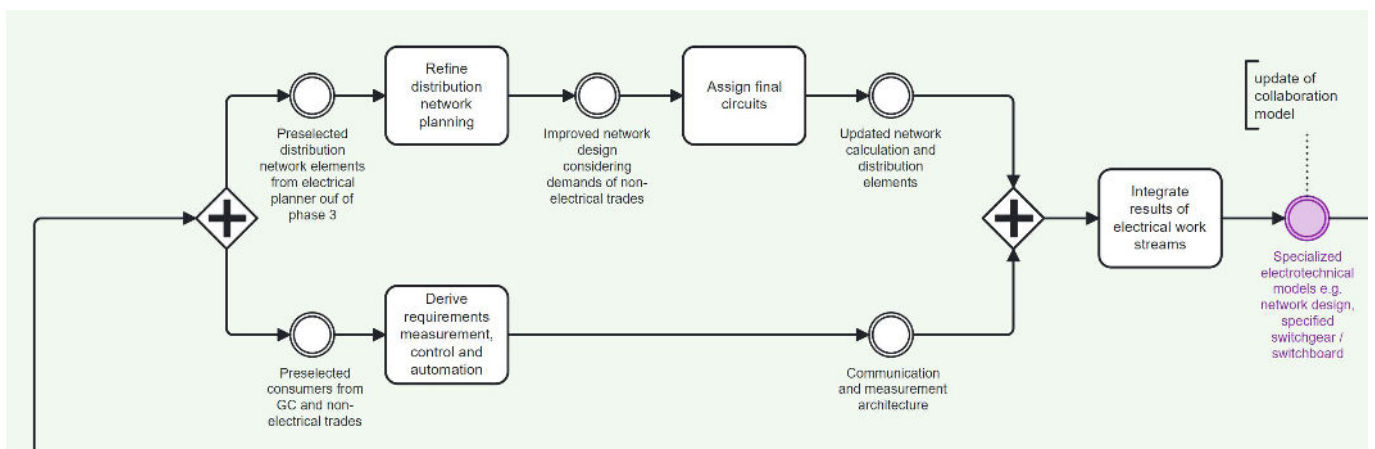 Refine
distribution
network
planning
Assign final
circuits
update of
collaboration
model
Preselected
distribution
network elements
from electrical
planner ouf of
phase 3
Improved network
design
considering
demands of non-
electrical trades
Updated network
calculation and
distribution
elements
Integrate
results of
electrical work
streams
Specialized
electrotechnical
models e.g.
network design,
specified
switchgear /
switchboard
Derive
requirements
measurement,
control and
automation
Preselected
consumers from
GC and non-
electrical trades
Communication
and measurement
architecture